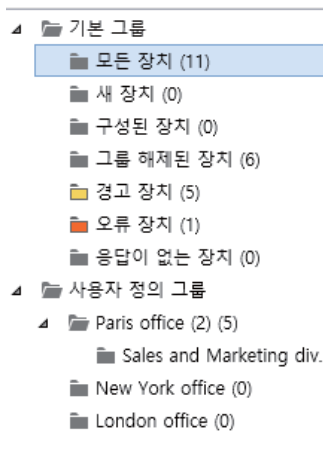 기본 그룹
모든 장치 (11)
새 장치 (0)
구성된 장치 (0)
그룹 해제된 장치 (6)
경고 장치 (5)
오류 장치 (1)
응답이 없는 장치 (0)
사용자 정의 그룹
Paris office (2) (5)
Sales and Marketing div.
New York office (0)
London office (0)